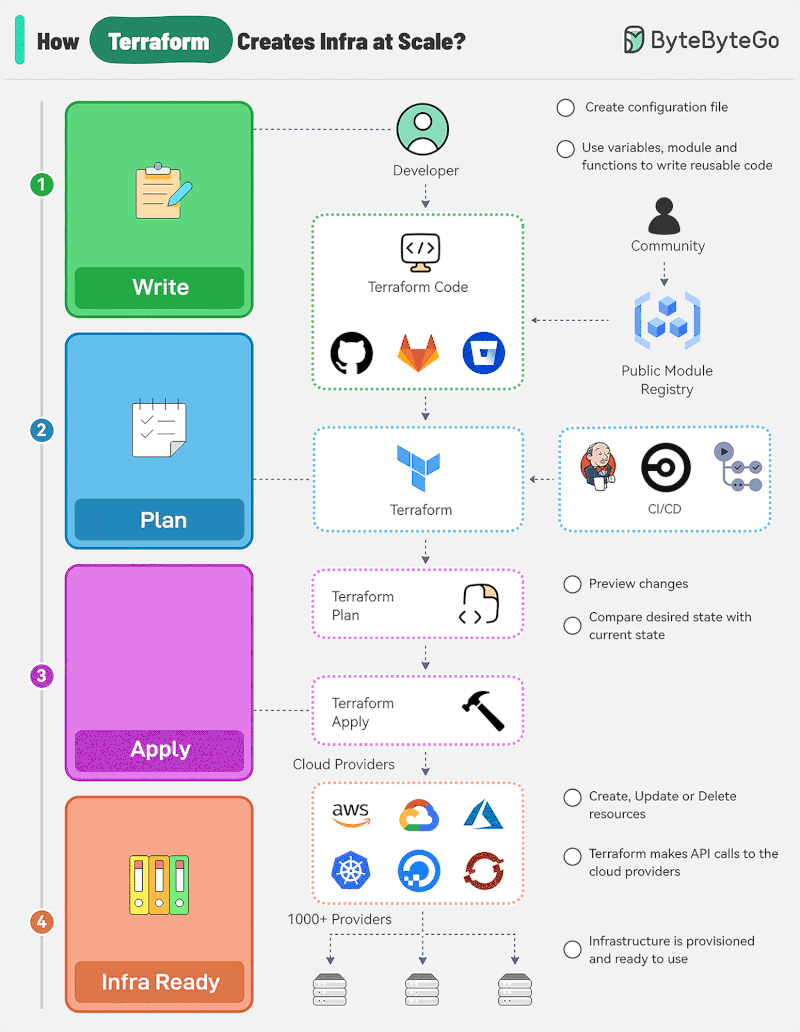 How Terraform Creates Infra at Scale?
ByteByteGo
1
Write
Developer
Create configuration file
Use variables, module and
functions to write reusable code
Community
Terraform Code
Public Module
Registry
2
Plan
Terraform
CI/CD
3
Apply
Terraform
Plan
Preview changes
Compare desired state with
current state
Terraform
Apply
Cloud Providers
aws
Create, Update or Delete
resources
Terraform makes API calls to the
cloud providers
1000+ Providers
4
Infra Ready
Infrastructure is provisioned
and ready to use